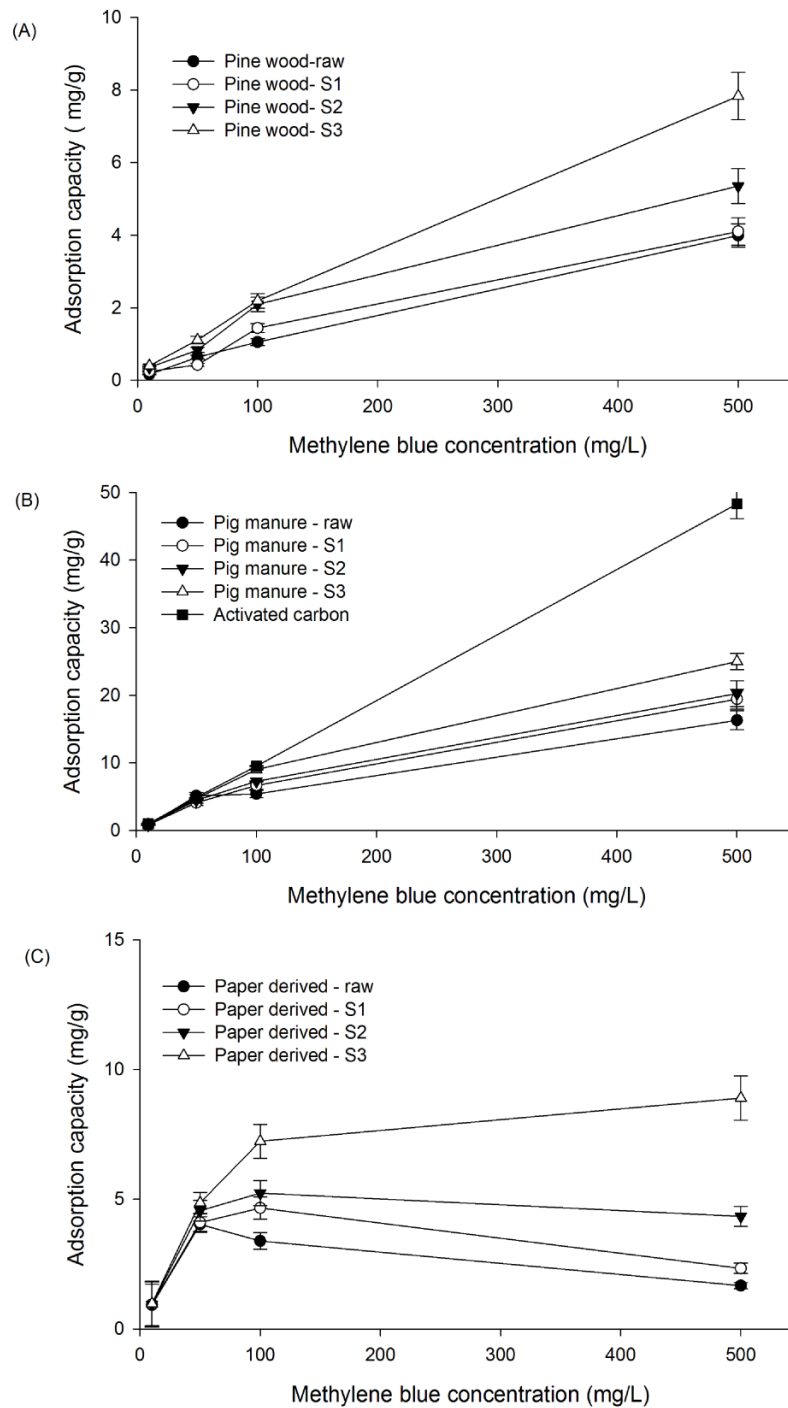 (A)
10
8
6
4
2
0
Adsorption capacity ( mg/g)
Pine wood-raw
Pine wood- S1
Pine wood- S2
Pine wood- S3
0 100 200 300 400 500
Methylene blue concentration (mg/L)
(B)
50
40
30
20
10
0
Adsorption capacity (mg/g)
Pig manure - raw
Pig manure - S1
Pig manure - S2
Pig manure - S3
Activated carbon
0 100 200 300 400 500
Methylene blue concentration (mg/L)
(C)
15
10
5
0
Adsorption capacity (mg/g)
Paper derived - raw
Paper derived - S1
Paper derived - S2
Paper derived - S3
0 100 200 300 400 500
Methylene blue concentration (mg/L)